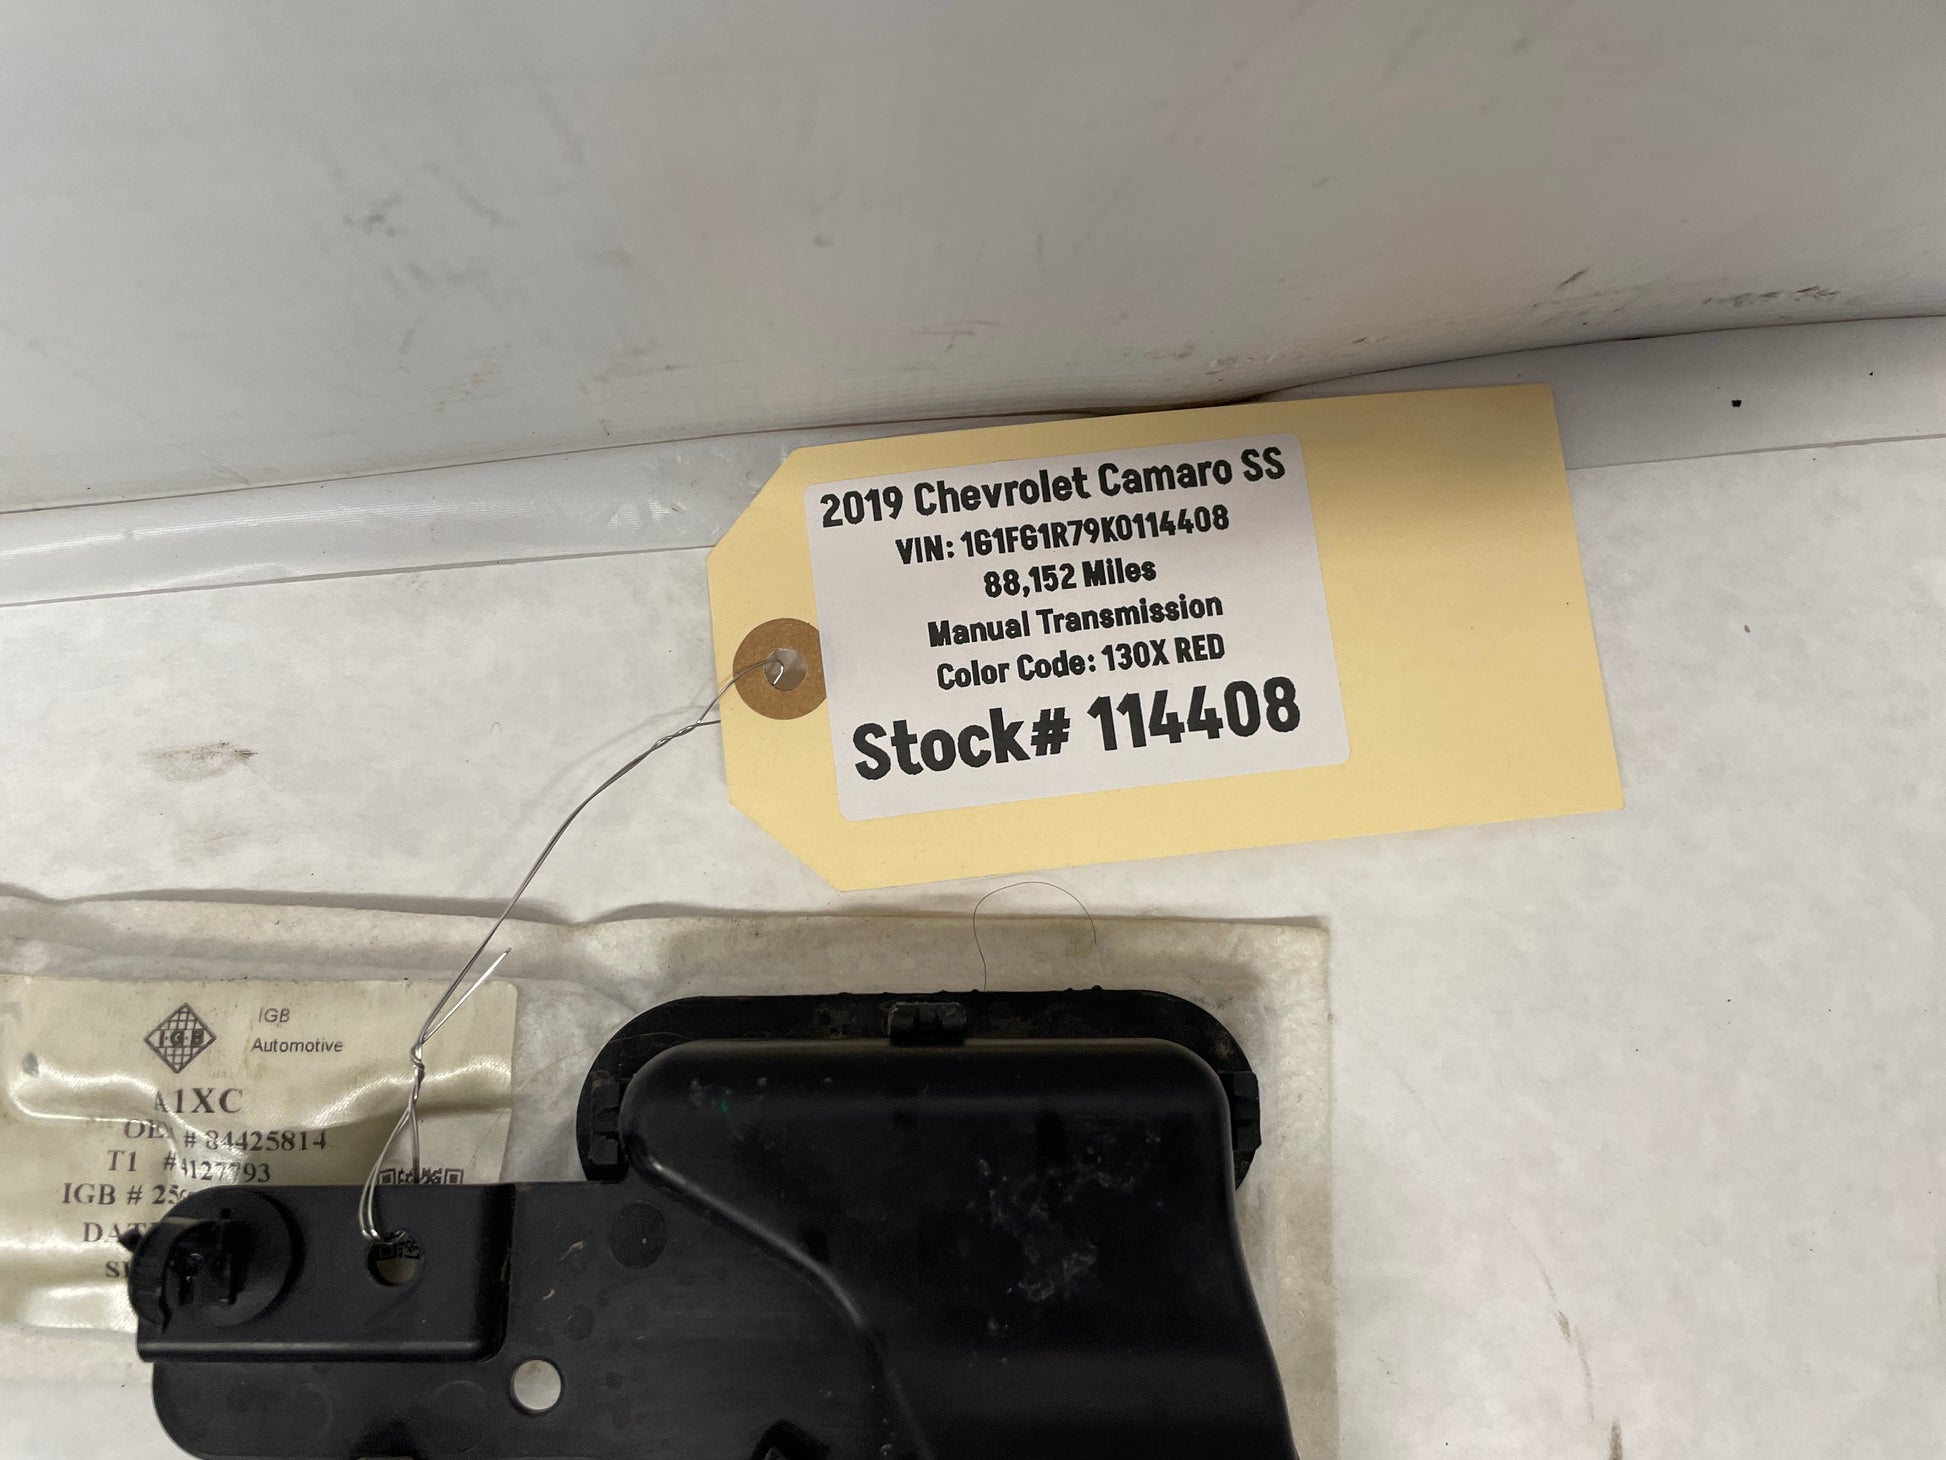 2019 Chevrolet Camaro SS
VIN: 1G1FG1R79K0114408
88,152 Miles
Manual Transmission
Color Code: 130X RED
Stock# 114408
I·G·B
IGB
Automotive
A1XC
# 84425814
T1
IGB #